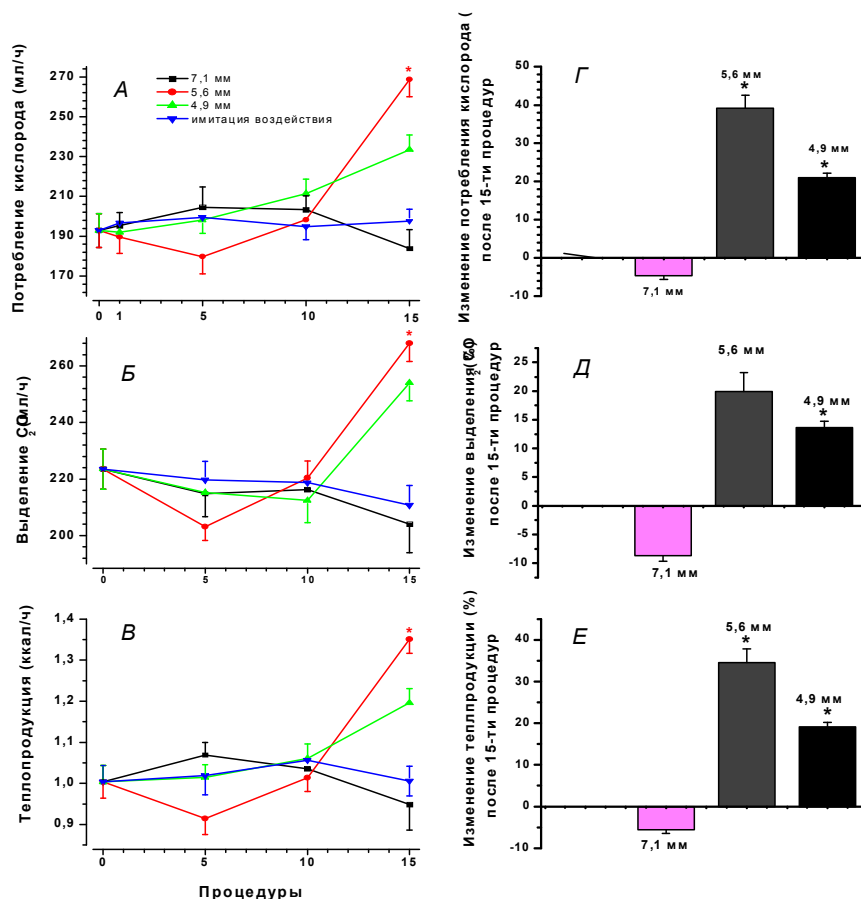 А
Потребление кислорода (мл/ч)
270
250
230
210
190
170
7,1 мм
5,6 мм
4,9 мм
имитация воздействия
*
0 1 5 10 15
Б
Выделение CO2 (мл/ч)
260
240
220
200
*
0 5 10 15
В
Теплопродукция (ккал/ч)
1,4
1,3
1,2
1,1
1,0
0,9
*
0 5 10 15
Процедуры
Г
Изменение потребления кислорода (
после 15-ти процедур
50
40
30
20
10
0
-10
5,6 мм
*
4,9 мм
*
7,1 мм
Д
Изменение выделения
после 15-ти процедур
25
20
15
10
5
0
-5
-10
5,6 мм
4,9 мм
*
7,1 мм
Е
Изменение теплпродукции (%)
после 15-ти процедур
40
30
20
10
0
-10
5,6 мм
*
4,9 мм
*
7,1 мм